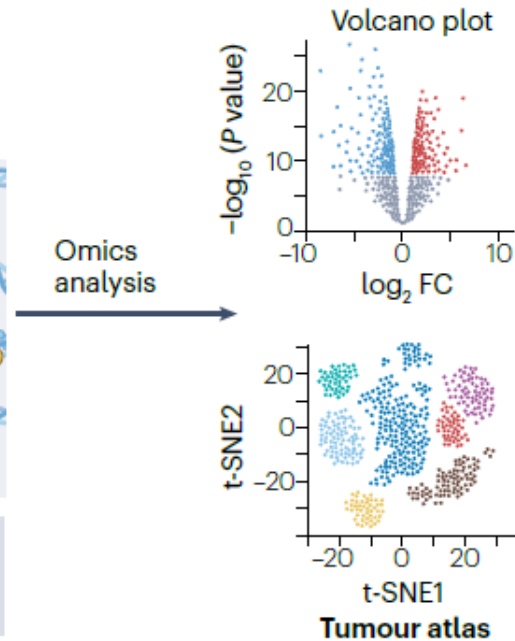 Volcano plot
–log₁₀ (P value)
20
10
0
–10
0
10
log₂ FC
Omics
analysis
t-SNE2
20
0
–20
–20
0
20
t-SNE1
Tumour atlas